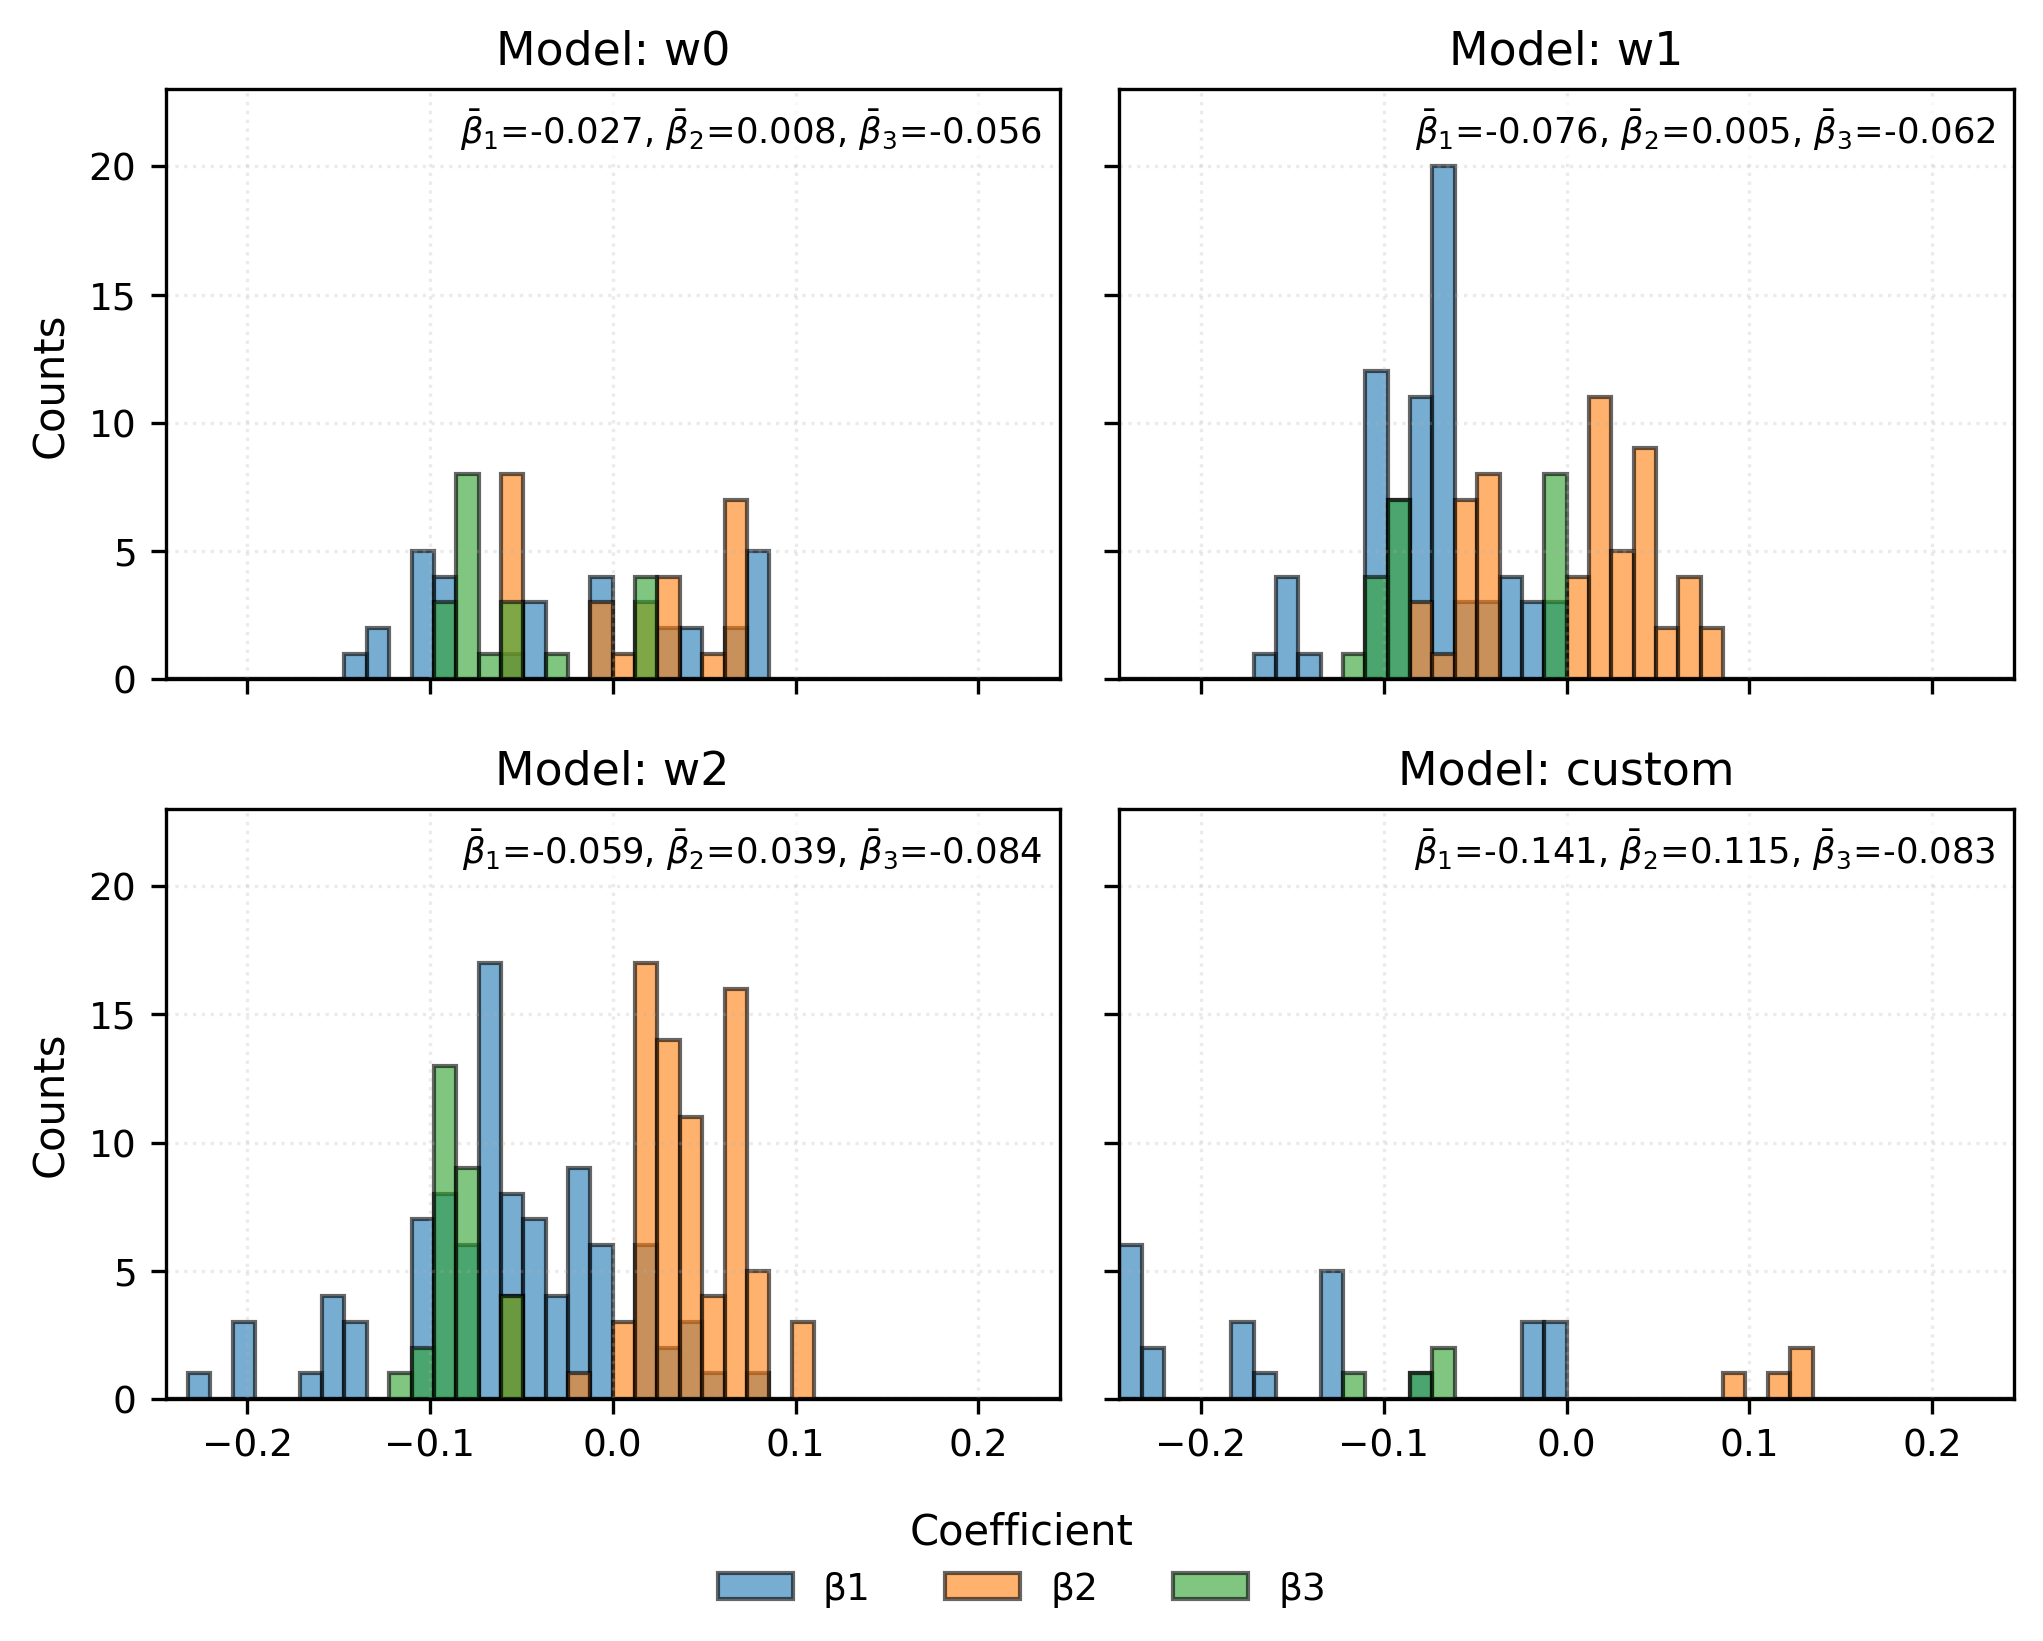 Model: w0
β̄₁=-0.027, β̄₂=0.008, β̄₃=-0.056
20
15
10
5
0
Counts
Model: w1
β̄₁=-0.076, β̄₂=0.005, β̄₃=-0.062
Model: w2
β̄₁=-0.059, β̄₂=0.039, β̄₃=-0.084
20
15
10
5
0
Counts
−0.2 −0.1 0.0 0.1 0.2
Model: custom
β̄₁=-0.141, β̄₂=0.115, β̄₃=-0.083
−0.2 −0.1 0.0 0.1 0.2
Coefficient
β1 β2 β3